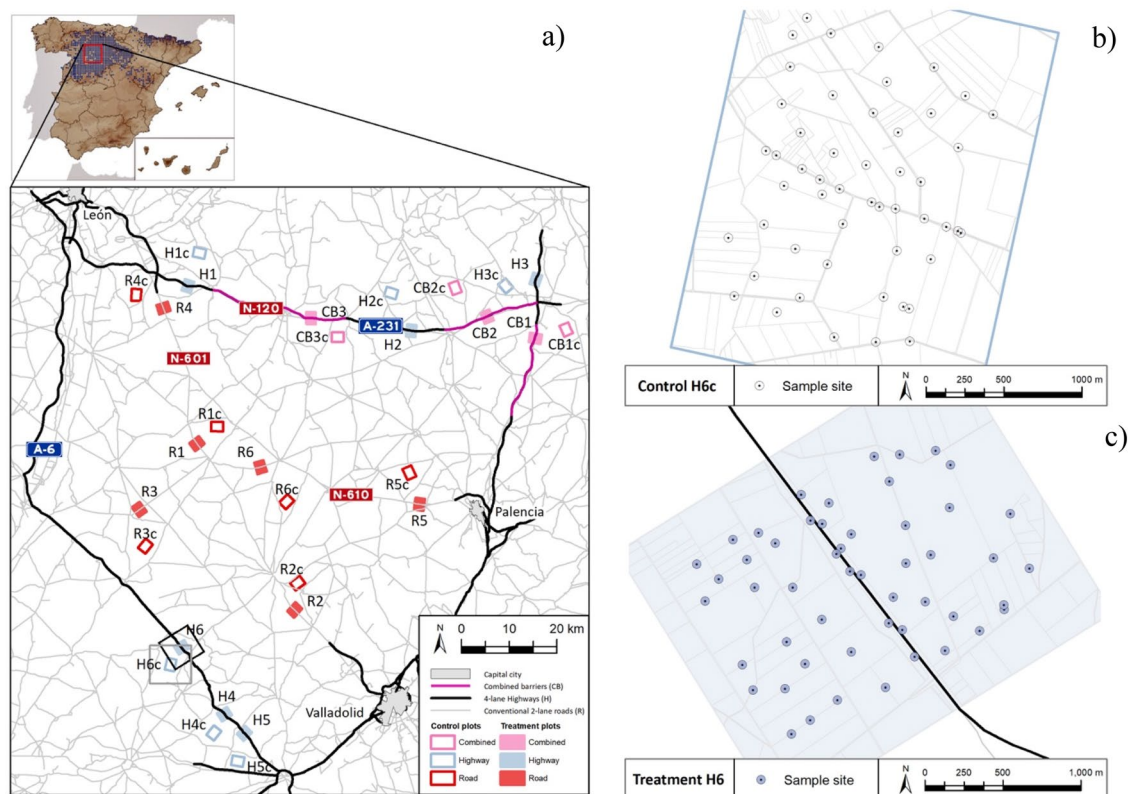 a)
León
H1c
H1
R4c
R4
N-120
CB3
CB3c
H2c
A-231
H2
CB2c
CB2
H3c
H3
CB1
CB1c
N-601
A-6
R1c
R1
R6
R6c
R3
R3c
N-610
R5c
R5
Palencia
R2c
R2
H6
H6c
H4
H4c
H5
H5c
Valladolid
N
0 10 20 km
Capital city
Combined barriers (CB)
4-lane Highways (H)
Conventional 2-lane roads (R)
Control plots Treatment plots
Combined Combined
Highway Highway
Road Road
b)
Control H6c Sample site N 0 250 500 1000 m
c)
Treatment H6 Sample site N 0 250 500 1,000 m